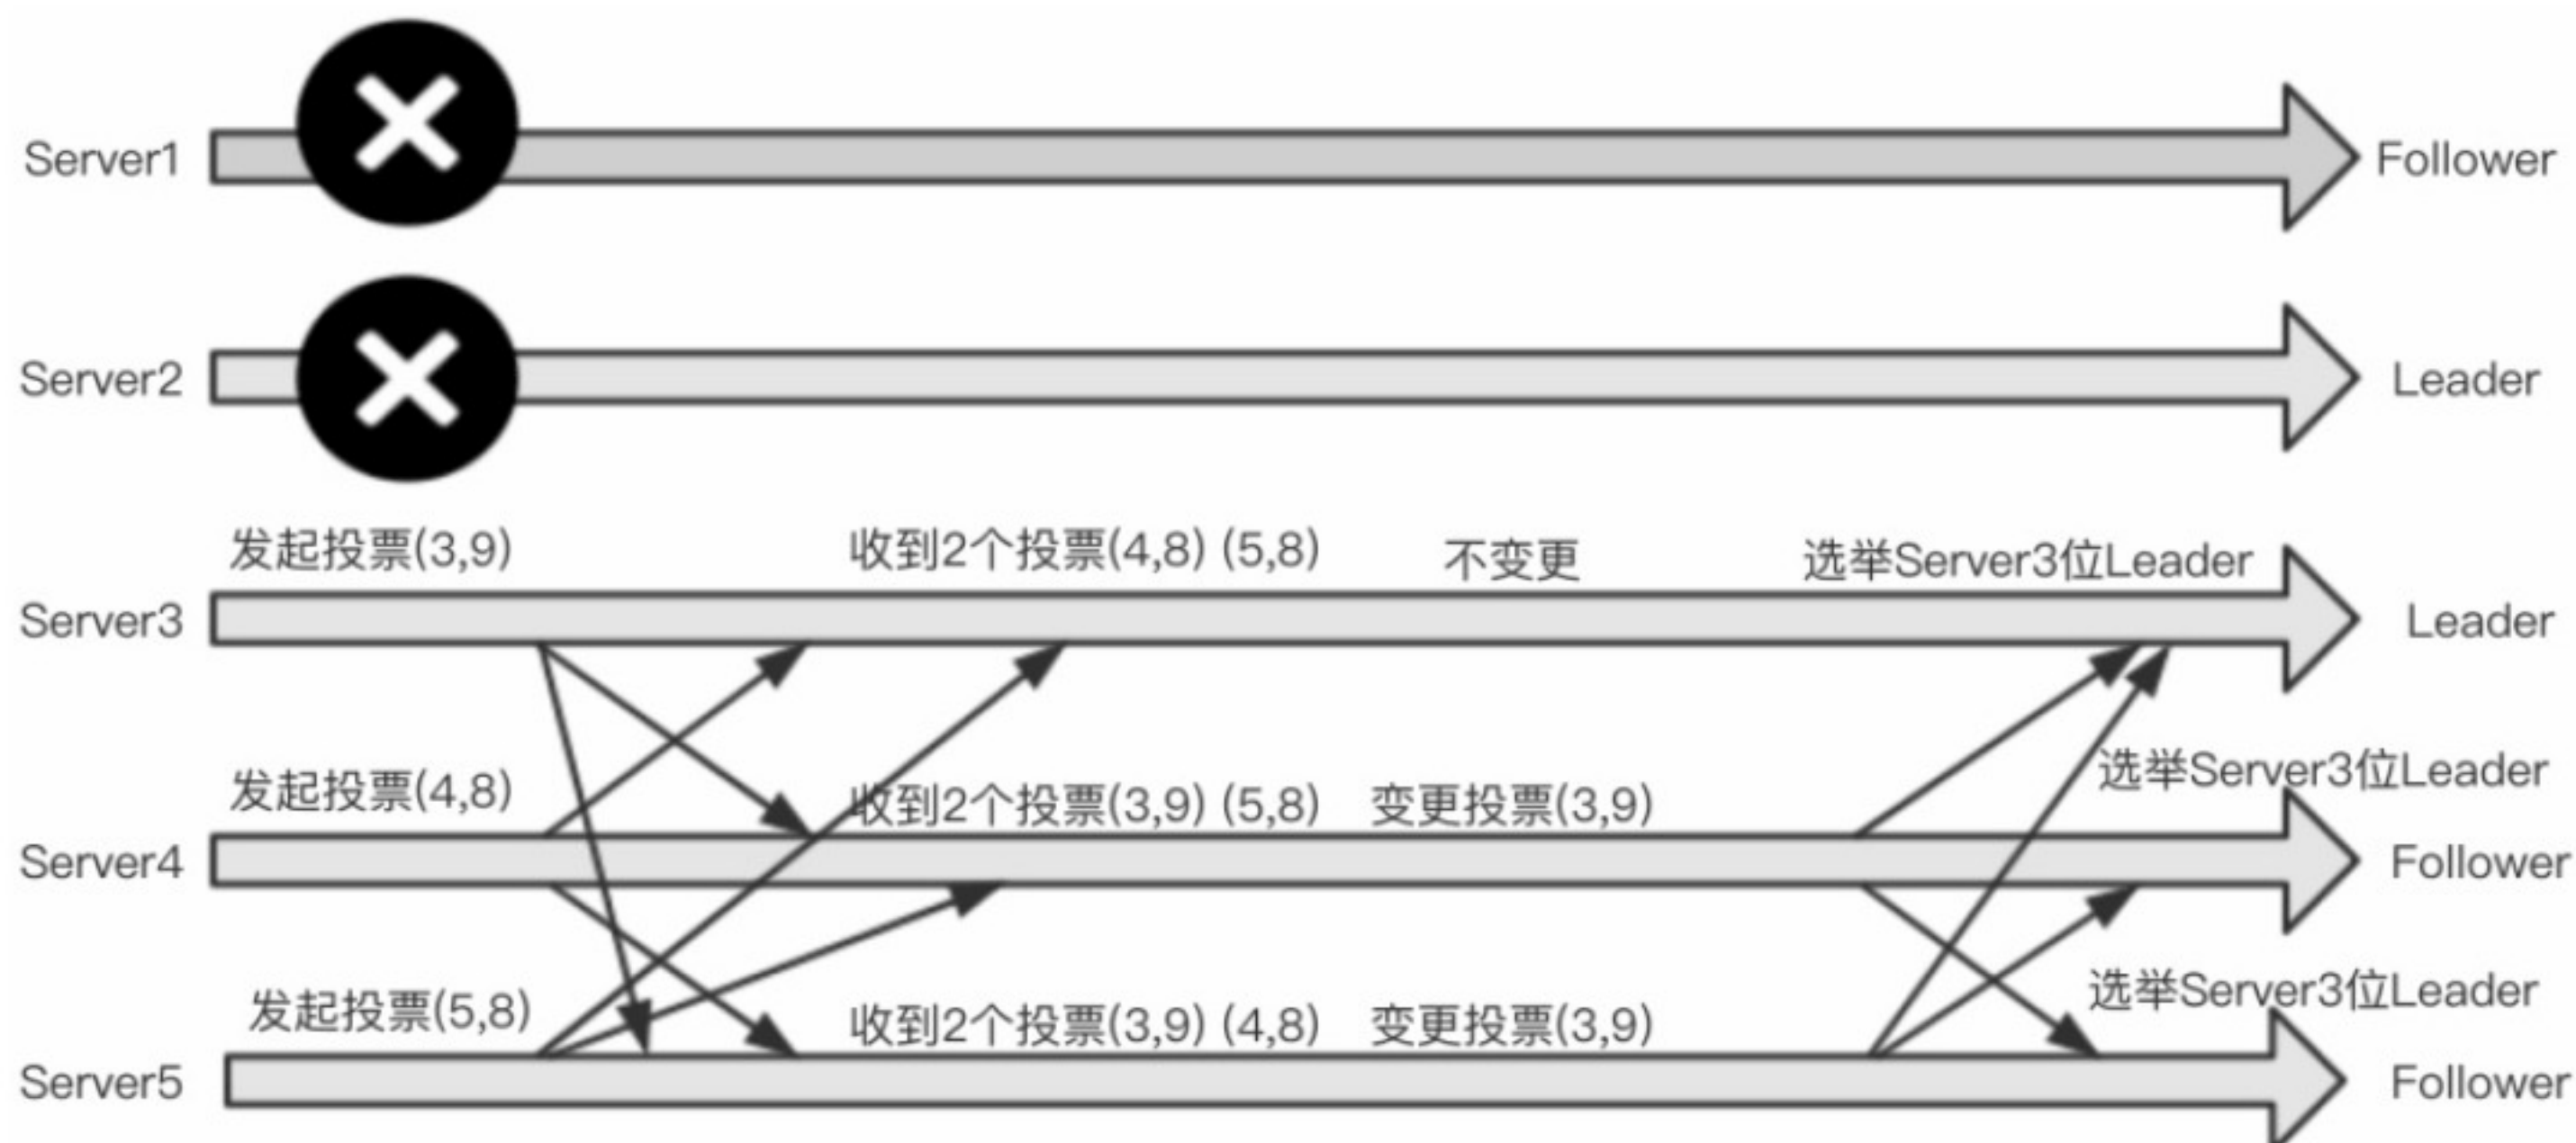 Server1
Follower
Server2
Leader
发起投票(3,9)
收到2个投票(4,8) (5,8)
不变更
选举Server3位Leader
Server3
Leader
发起投票(4,8)
收到2个投票(3,9) (5,8)
变更投票(3,9)
选举Server3位Leader
Server4
Follower
发起投票(5,8)
收到2个投票(3,9) (4,8)
变更投票(3,9)
选举Server3位Leader
Server5
Follower